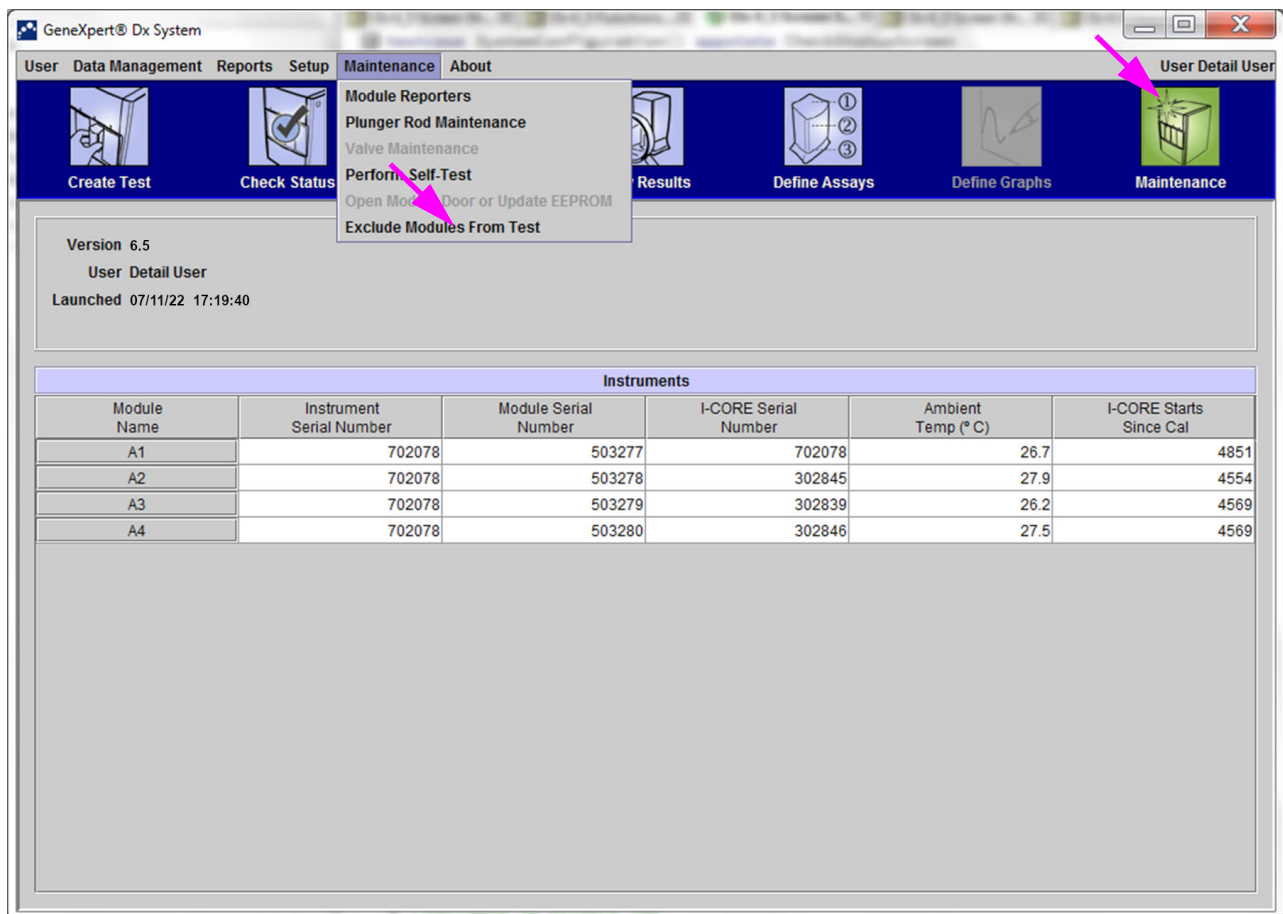 GeneXpert® Dx System
User Data Management Reports Setup Maintenance About User Detail User
Module Reporters
Plunger Rod Maintenance
Valve Maintenance
Perform Self-Test
Open Module Door or Update EEPROM
Exclude Modules From Test
Create Test Check Status Results Define Assays Define Graphs Maintenance
Version 6.5
User Detail User
Launched 07/11/22 17:19:40
Instruments
Module Name Instrument Serial Number Module Serial Number I-CORE Serial Number Ambient Temp (° C) I-CORE Starts Since Cal
A1 702078 503277 702078 26.7 4851
A2 702078 503278 302845 27.9 4554
A3 702078 503279 302839 26.2 4569
A4 702078 503280 302846 27.5 4569